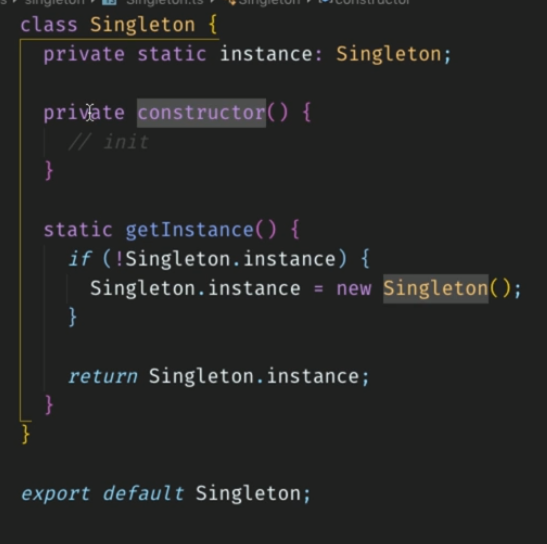 singleton Singleton.ts Singleton constructor
class Singleton {
private static instance: Singleton;
private constructor() {
// init
}
static getInstance() {
if (!Singleton.instance) {
Singleton.instance = new Singleton();
}
return Singleton.instance;
}
}
export default Singleton;